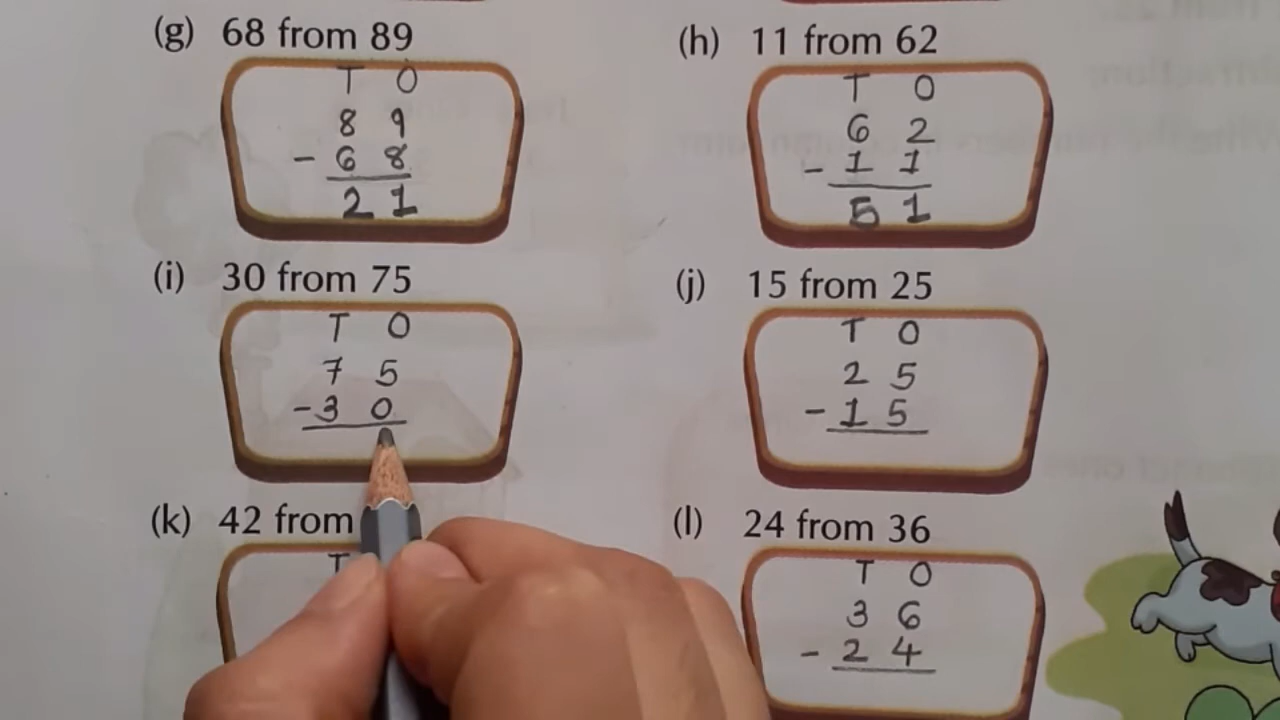 (g) 68 from 89
T O
8 9
- 6 8
2 1
(h) 11 from 62
T O
6 2
- 1 1
5 1
(i) 30 from 75
T O
7 5
- 3 0
(j) 15 from 25
T O
2 5
- 1 5
(k) 42 from
T
(l) 24 from 36
T O
3 6
- 2 4